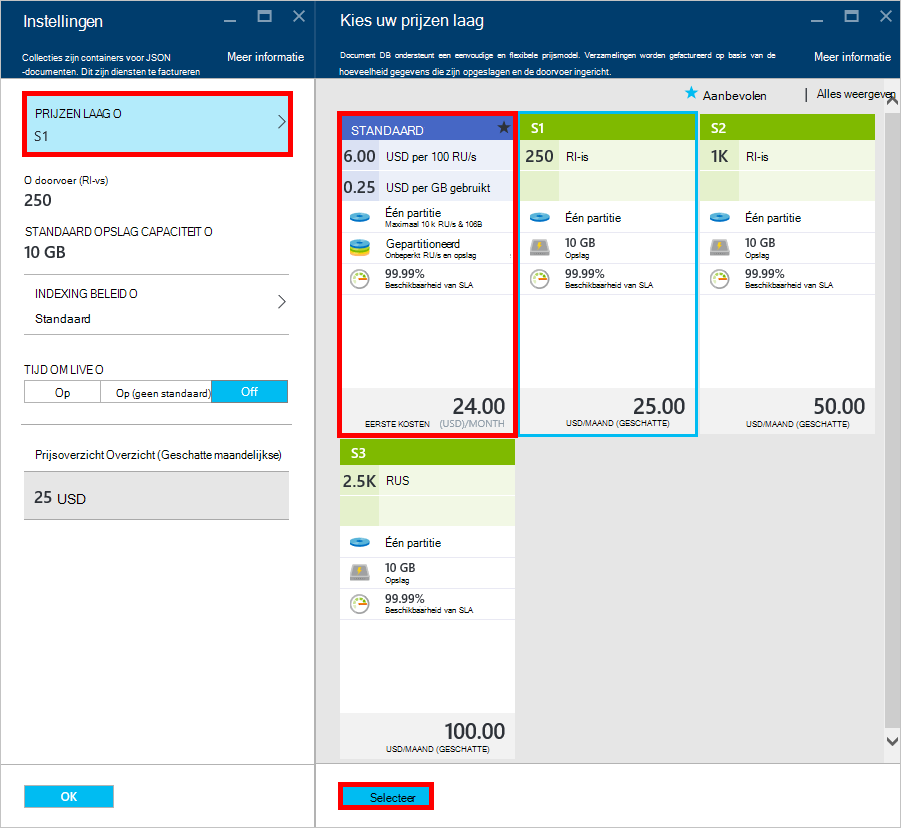 Instellingen
Collecties zijn containers voor JSON
-documenten. Dit zijn diensten te factureren
Meer informatie
PRIJZEN LAAG O
S1
O doorvoer (RI-vs)
250
STANDAARD OPSLAG CAPACITEIT O
10 GB
INDEXING BELEID O
Standaard
TIJD OM LIVE O
Op
Op (geen standaard)
Off
Prijsoverzicht Overzicht (Geschatte maandelijkse)
25 USD
OK
Kies uw prijzen laag
Document DB ondersteunt een eenvoudige en flexibele prijsmodel. Verzamelingen worden gefactureerd op basis van de
hoeveelheid gegevens die zijn opgeslagen en de doorvoer ingericht.
Meer informatie
Aanbevolen
| Alles weergeven
STANDAARD
6.00 USD per 100 RU/s
0.25 USD per GB gebruikt
Één partitie
Maximaal 10 k RU/s & 106B
Gepartitioneerd
Onbeperkt RU/s en opslag
99.99%
Beschikbaarheid van SLA
24.00
EERSTE KOSTEN (USD)/MONTH
S1
250 RI-is
Één partitie
10 GB
Opslag
99.99%
Beschikbaarheid van SLA
25.00
USD/MAAND (GESCHATTE)
S2
1K RI-is
Één partitie
10 GB
Opslag
99.99%
Beschikbaarheid van SLA
50.00
USD/MAAND (GESCHATTE)
S3
2.5K RUS
Één partitie
10 GB
Opslag
99.99%
Beschikbaarheid van SLA
100.00
USD/MAAND (GESCHATTE)
Selecteer